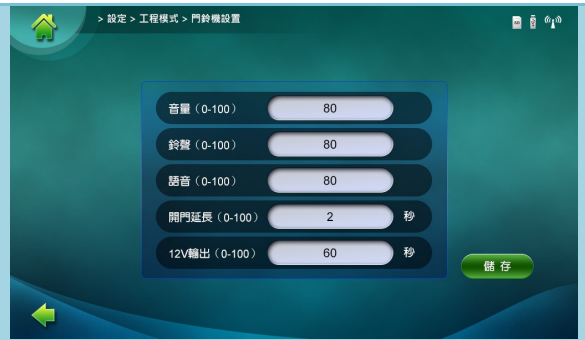 > 設定 > 工程模式 > 門鈴機設置
音量（0-100） 80
鈴聲（0-100） 80
語音（0-100） 80
開門延長（0-100） 2 秒
12V輸出（0-100） 60 秒
儲存